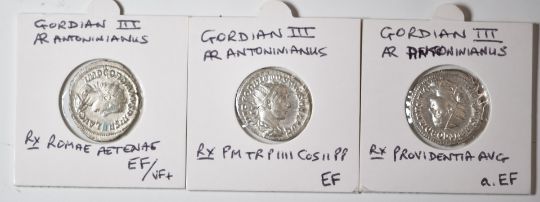 GORDIAN III
AR ANTONINIANUS
RX ROMAE AETENAE
EF/VF+
GORDIAN III
AR ANTONINIANUS
RX PM TR P IIII COS II PP
EF
GORDIAN III
AR ANTONINIANUS
RX PROVIDENTIA AVG
a.EF